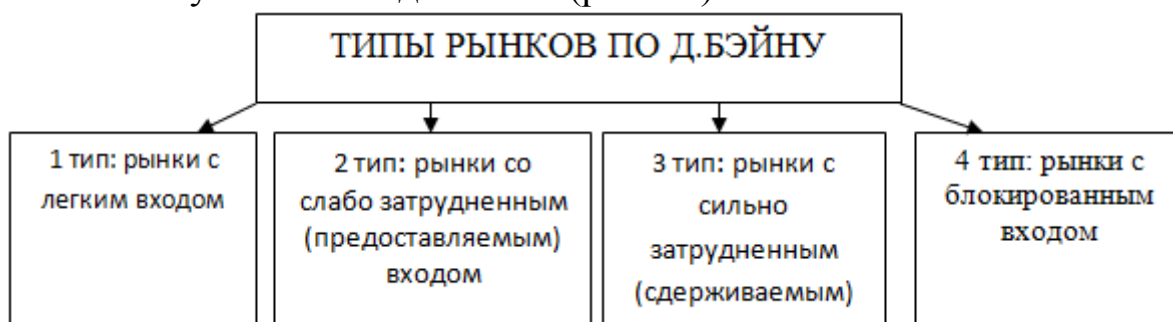 ТИПЫ РЫНКОВ ПО Д.БЭЙНУ
1 тип: рынки с
легким входом
2 тип: рынки со
слабо затрудненным
(предоставляемым)
входом
3 тип: рынки с
сильно
затрудненным
(сдерживаемым)
4 тип: рынки с
блокированным
входом